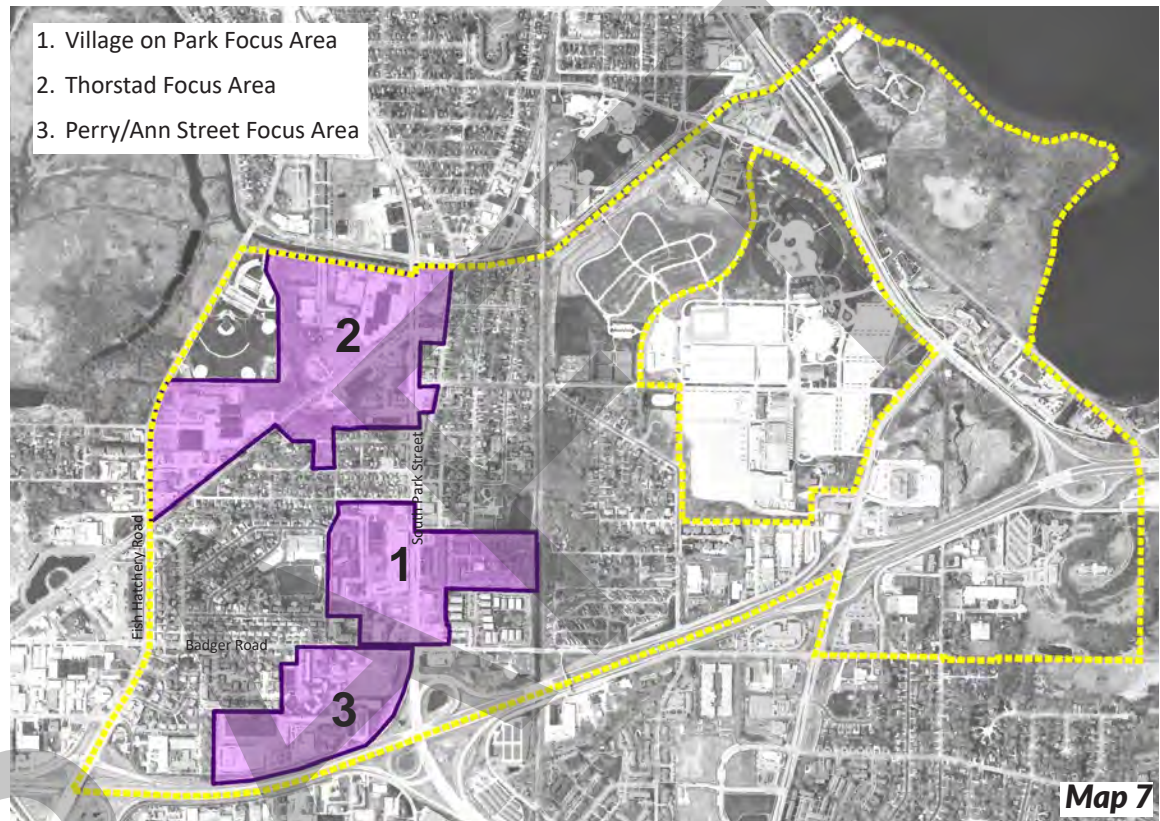 1. Village on Park Focus Area
2. Thorstad Focus Area
3. Perry/Ann Street Focus Area
2
South Park Street
1
Fish Hatchery Road
Badger Road
3
Map 7